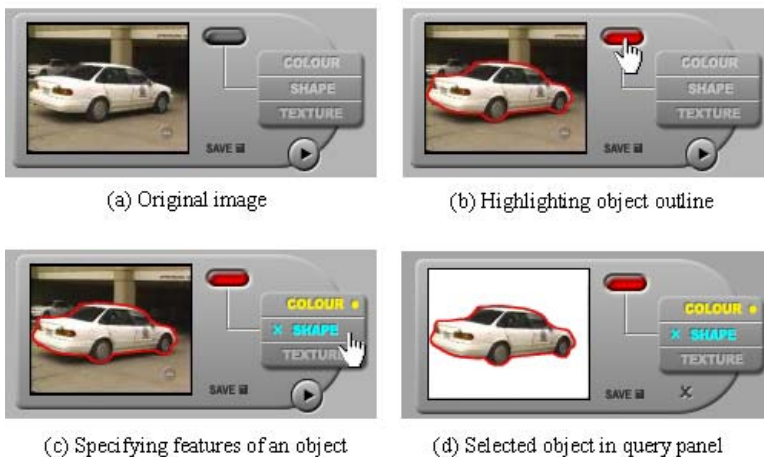 COLOUR
SHAPE
TEXTURE
SAVE
(a) Original image
COLOUR
SHAPE
TEXTURE
SAVE
(b) Highlighting object outline
COLOUR
× SHAPE
TEXTURE
SAVE
(c) Specifying features of an object
COLOUR
× SHAPE
TEXTURE
SAVE
(d) Selected object in query panel